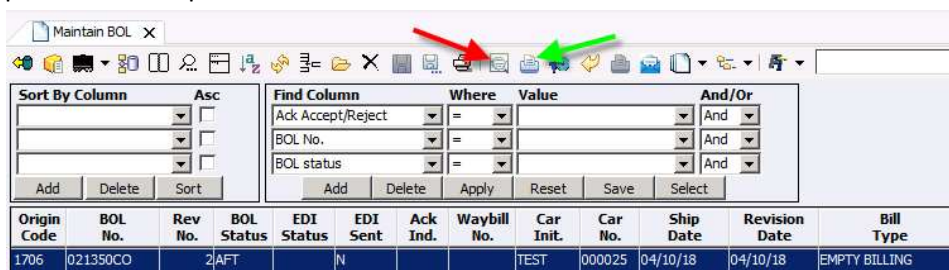 Maintain BOL X
Sort By Column Asc Find Column Where Value And/Or
Ack Accept/Reject = And
BOL No. = And
BOL status = And
Add Delete Sort Add Delete Apply Reset Save Select
Origin Code BOL No. Rev No. BOL Status EDI Status EDI Sent Ack Ind. Waybill No. Car Init. Car No. Ship Date Revision Date Bill Type
1706 021350CO 2 AFT N TEST 000025 04/10/18 04/10/18 EMPTY BILLING